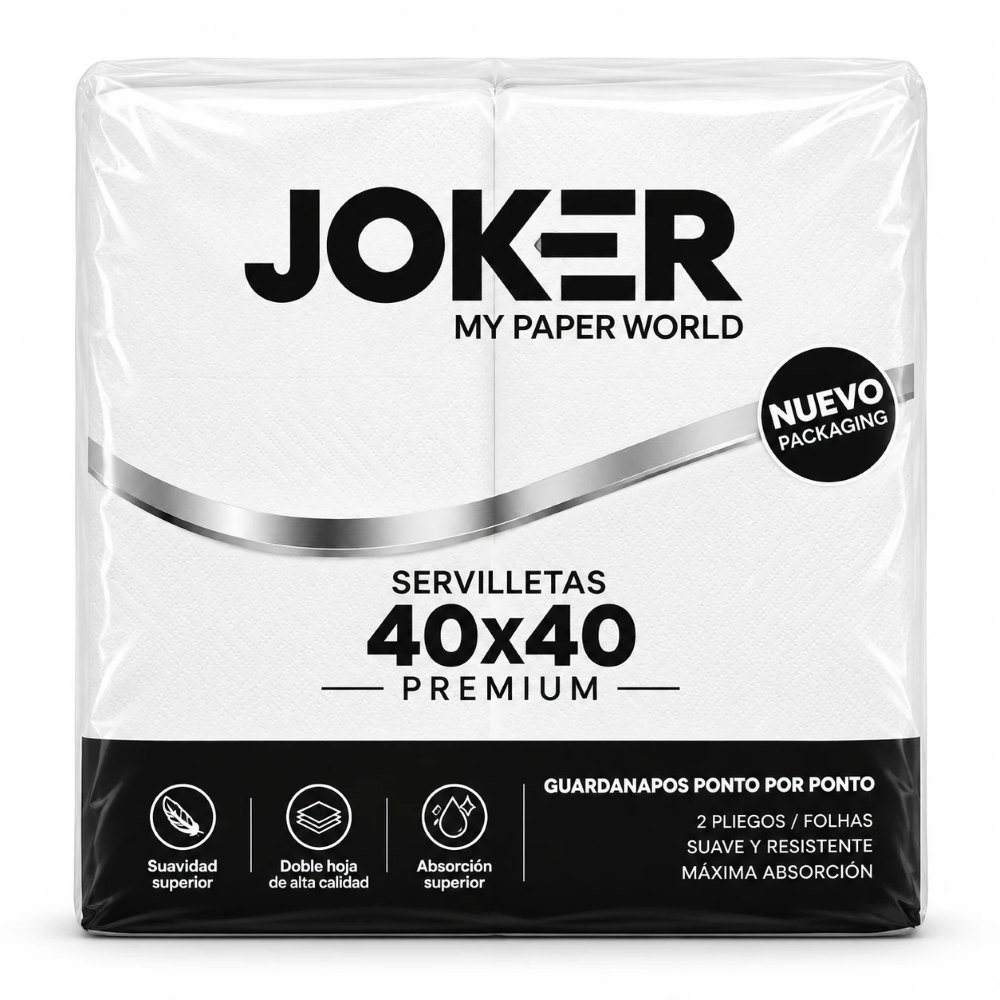 JOKER
MY PAPER WORLD
NUEVO
PACKAGING
SERVILLETAS
40x40
PREMIUM
Suavidad
superior
Doble hoja
de alta calidad
Absorción
superior
GUARDANAPOS PONTO POR PONTO
2 PLIEGOS / FOLHAS
SUAVE Y RESISTENTE
MÁXIMA ABSORCIÓN